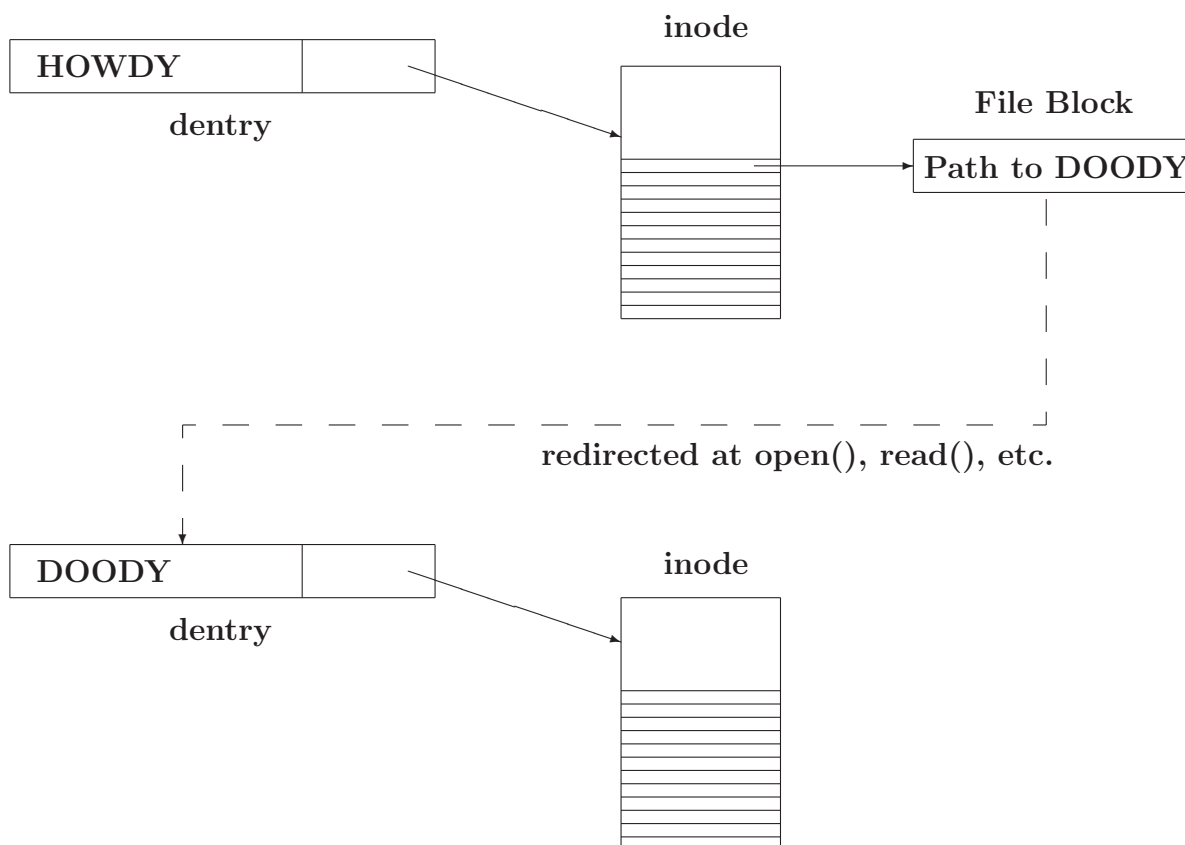 inode
HOWDY
dentry
File Block
Path to DOODY
redirected at open(), read(), etc.
inode
DOODY
dentry